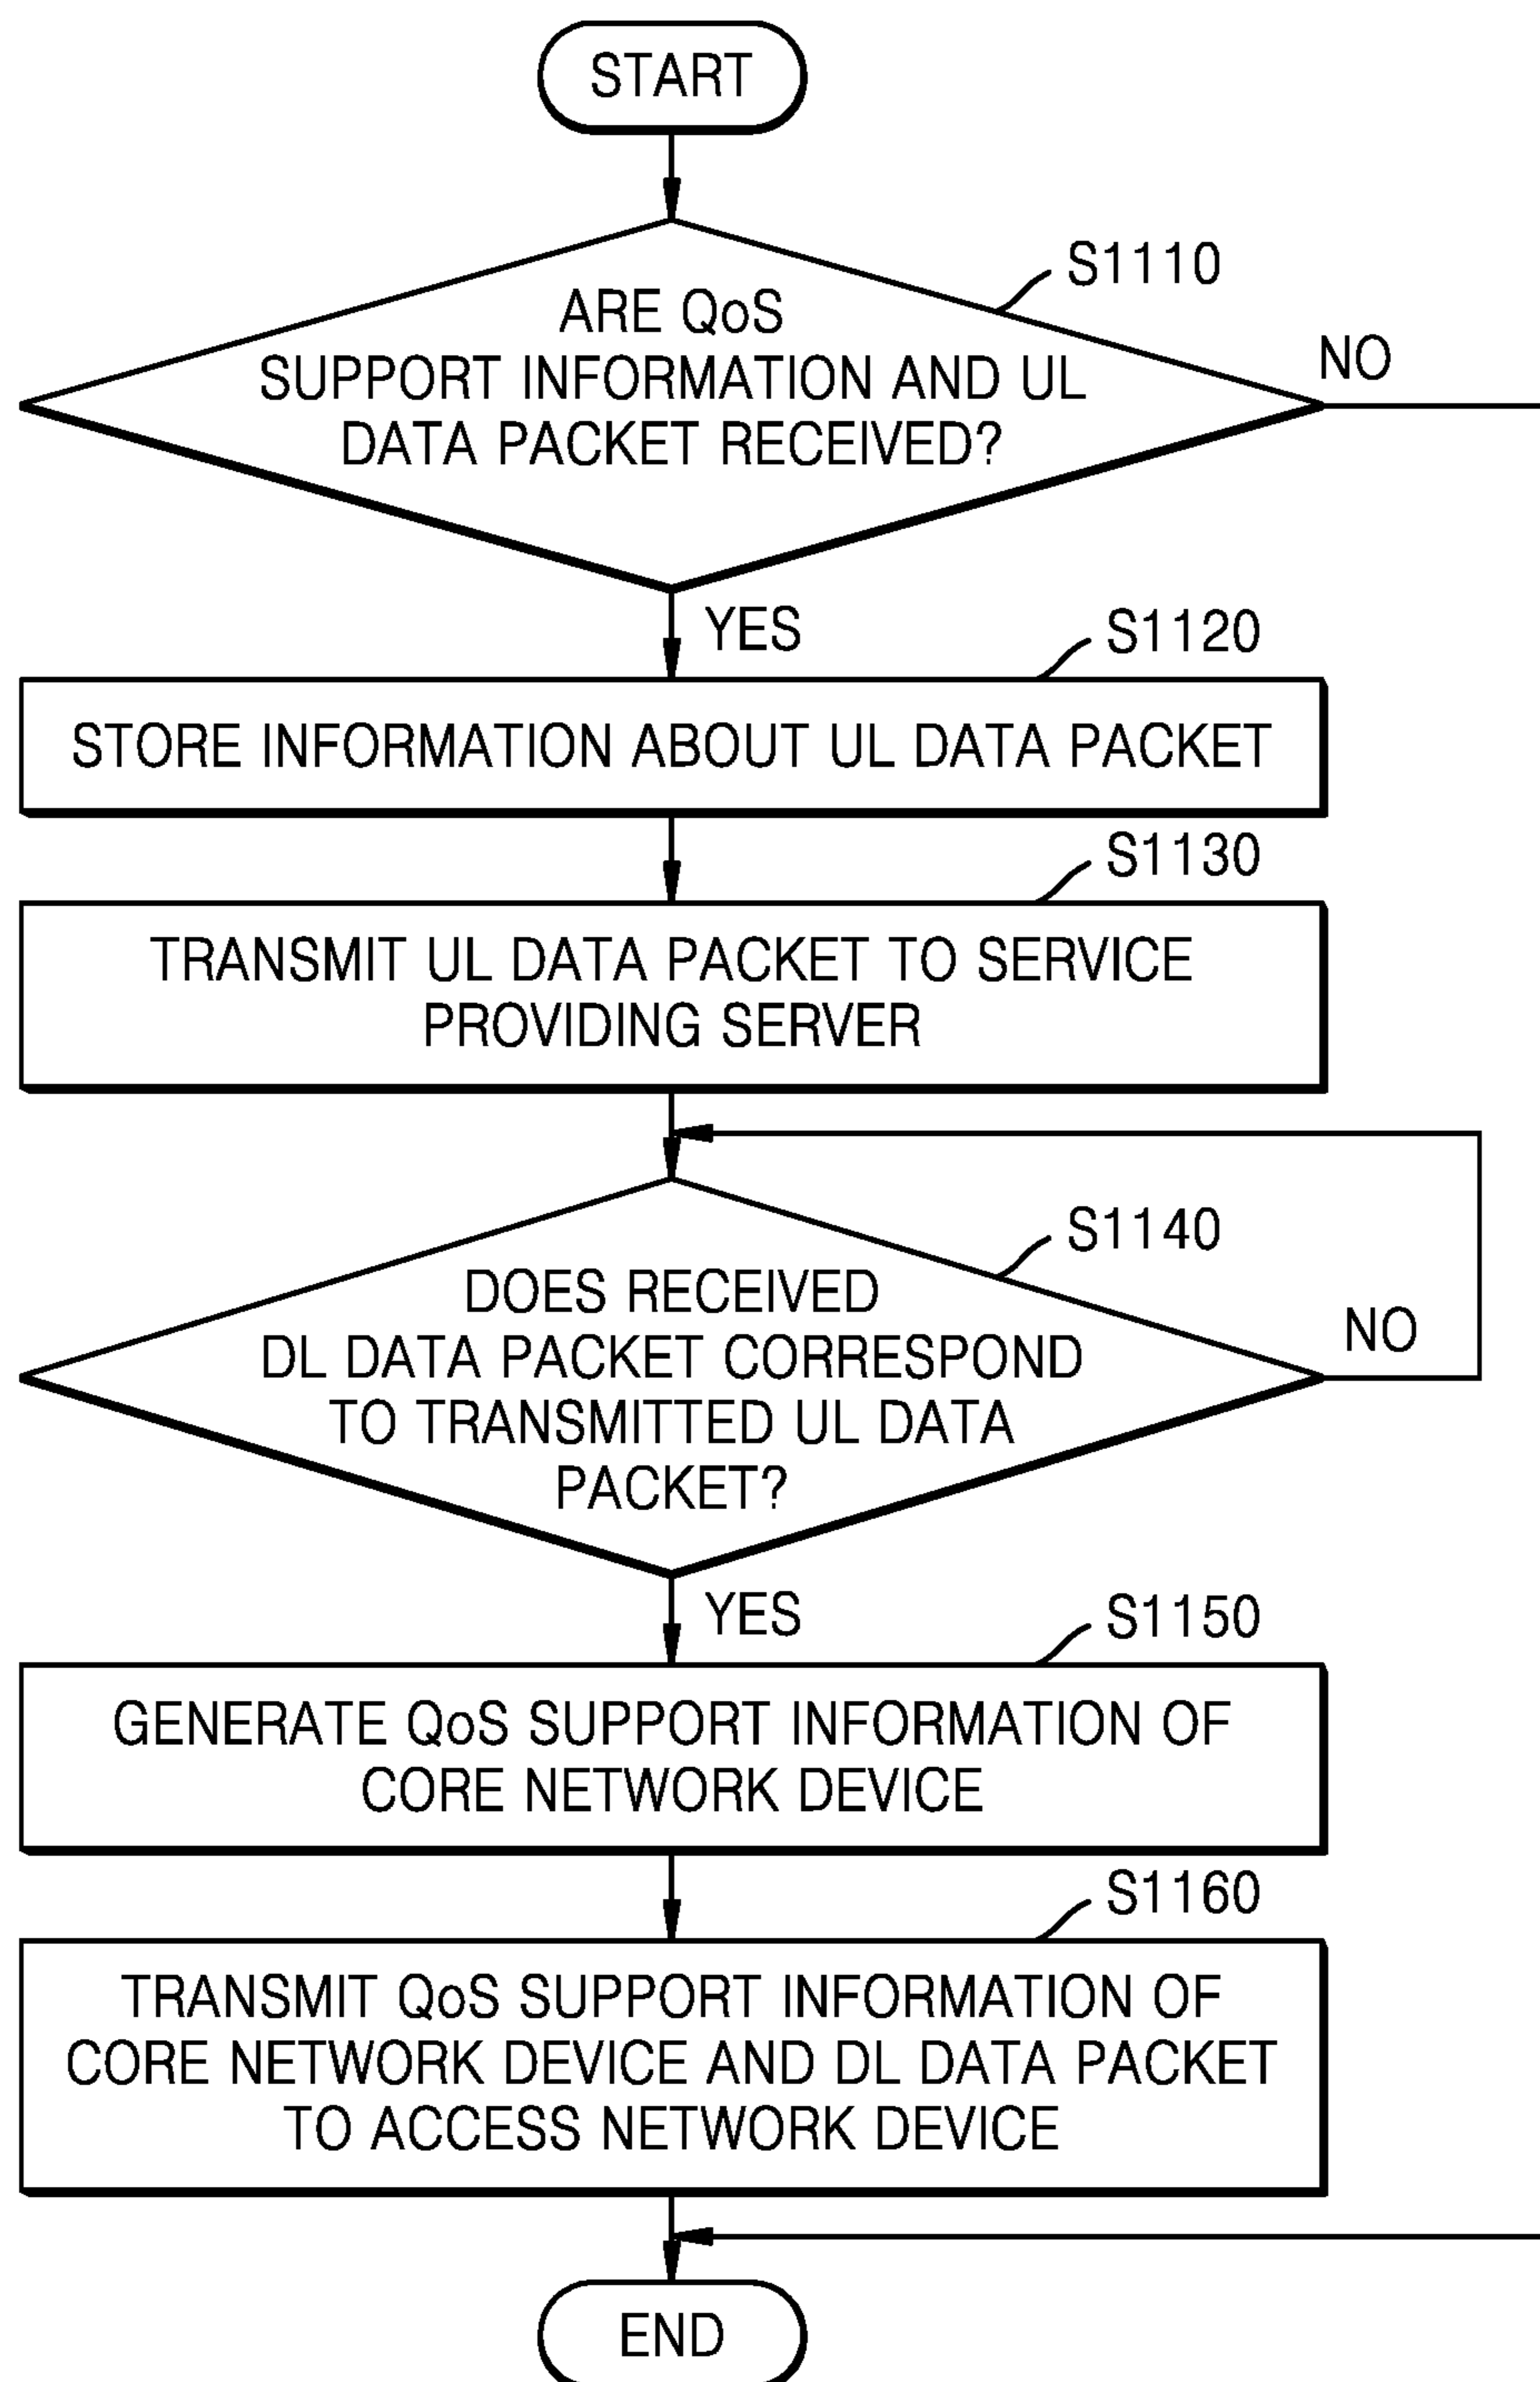 START
S1110
ARE QoS
SUPPORT INFORMATION AND UL
DATA PACKET RECEIVED?
NO
YES
S1120
STORE INFORMATION ABOUT UL DATA PACKET
S1130
TRANSMIT UL DATA PACKET TO SERVICE
PROVIDING SERVER
S1140
DOES RECEIVED
DL DATA PACKET CORRESPOND
TO TRANSMITTED UL DATA
PACKET?
NO
YES
S1150
GENERATE QoS SUPPORT INFORMATION OF
CORE NETWORK DEVICE
S1160
TRANSMIT QoS SUPPORT INFORMATION OF
CORE NETWORK DEVICE AND DL DATA PACKET
TO ACCESS NETWORK DEVICE
END